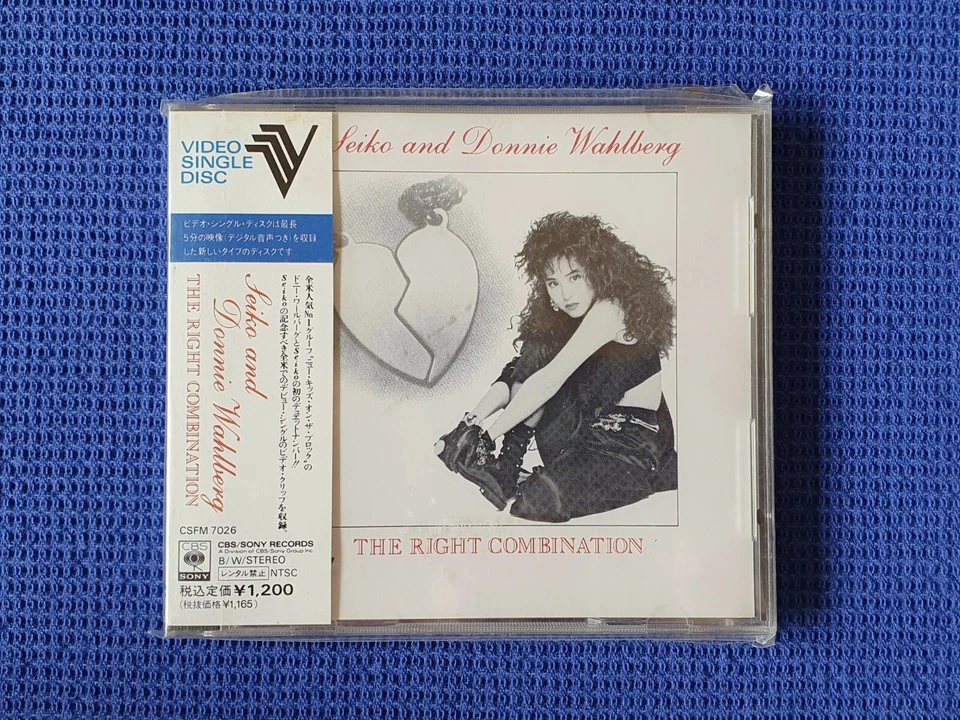 VIDEO
SINGLE
DISC
ビデオ・シングル・ディスクは最長
5分の映像(デジタル音声つき)を収録
した新しいタイプのディスクです
Seiko and
Donnie Wahlberg
THE RIGHT COMBINATION
全米人気No.1グループ“ニュー・キッズ・オン・ザ・ブロック”の
ドニー・ワールバーグとSeikoの初のデュエットナンバー!!
Seikoの記念すべき全米でのデビュー・シングルのビデオ・クリップを収録。
CSFM 7026
CBS
SONY
CBS/SONY RECORDS
A Division of CBS/Sony Group Inc.
B/W/STEREO
レンタル禁止 NTSC
税込定価¥1,200
(税抜価格¥1,165)
Seiko and Donnie Wahlberg
THE RIGHT COMBINATION